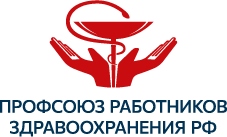 ПРОФСОЮЗ РАБОТНИКОВ
ЗДРАВООХРАНЕНИЯ РФ